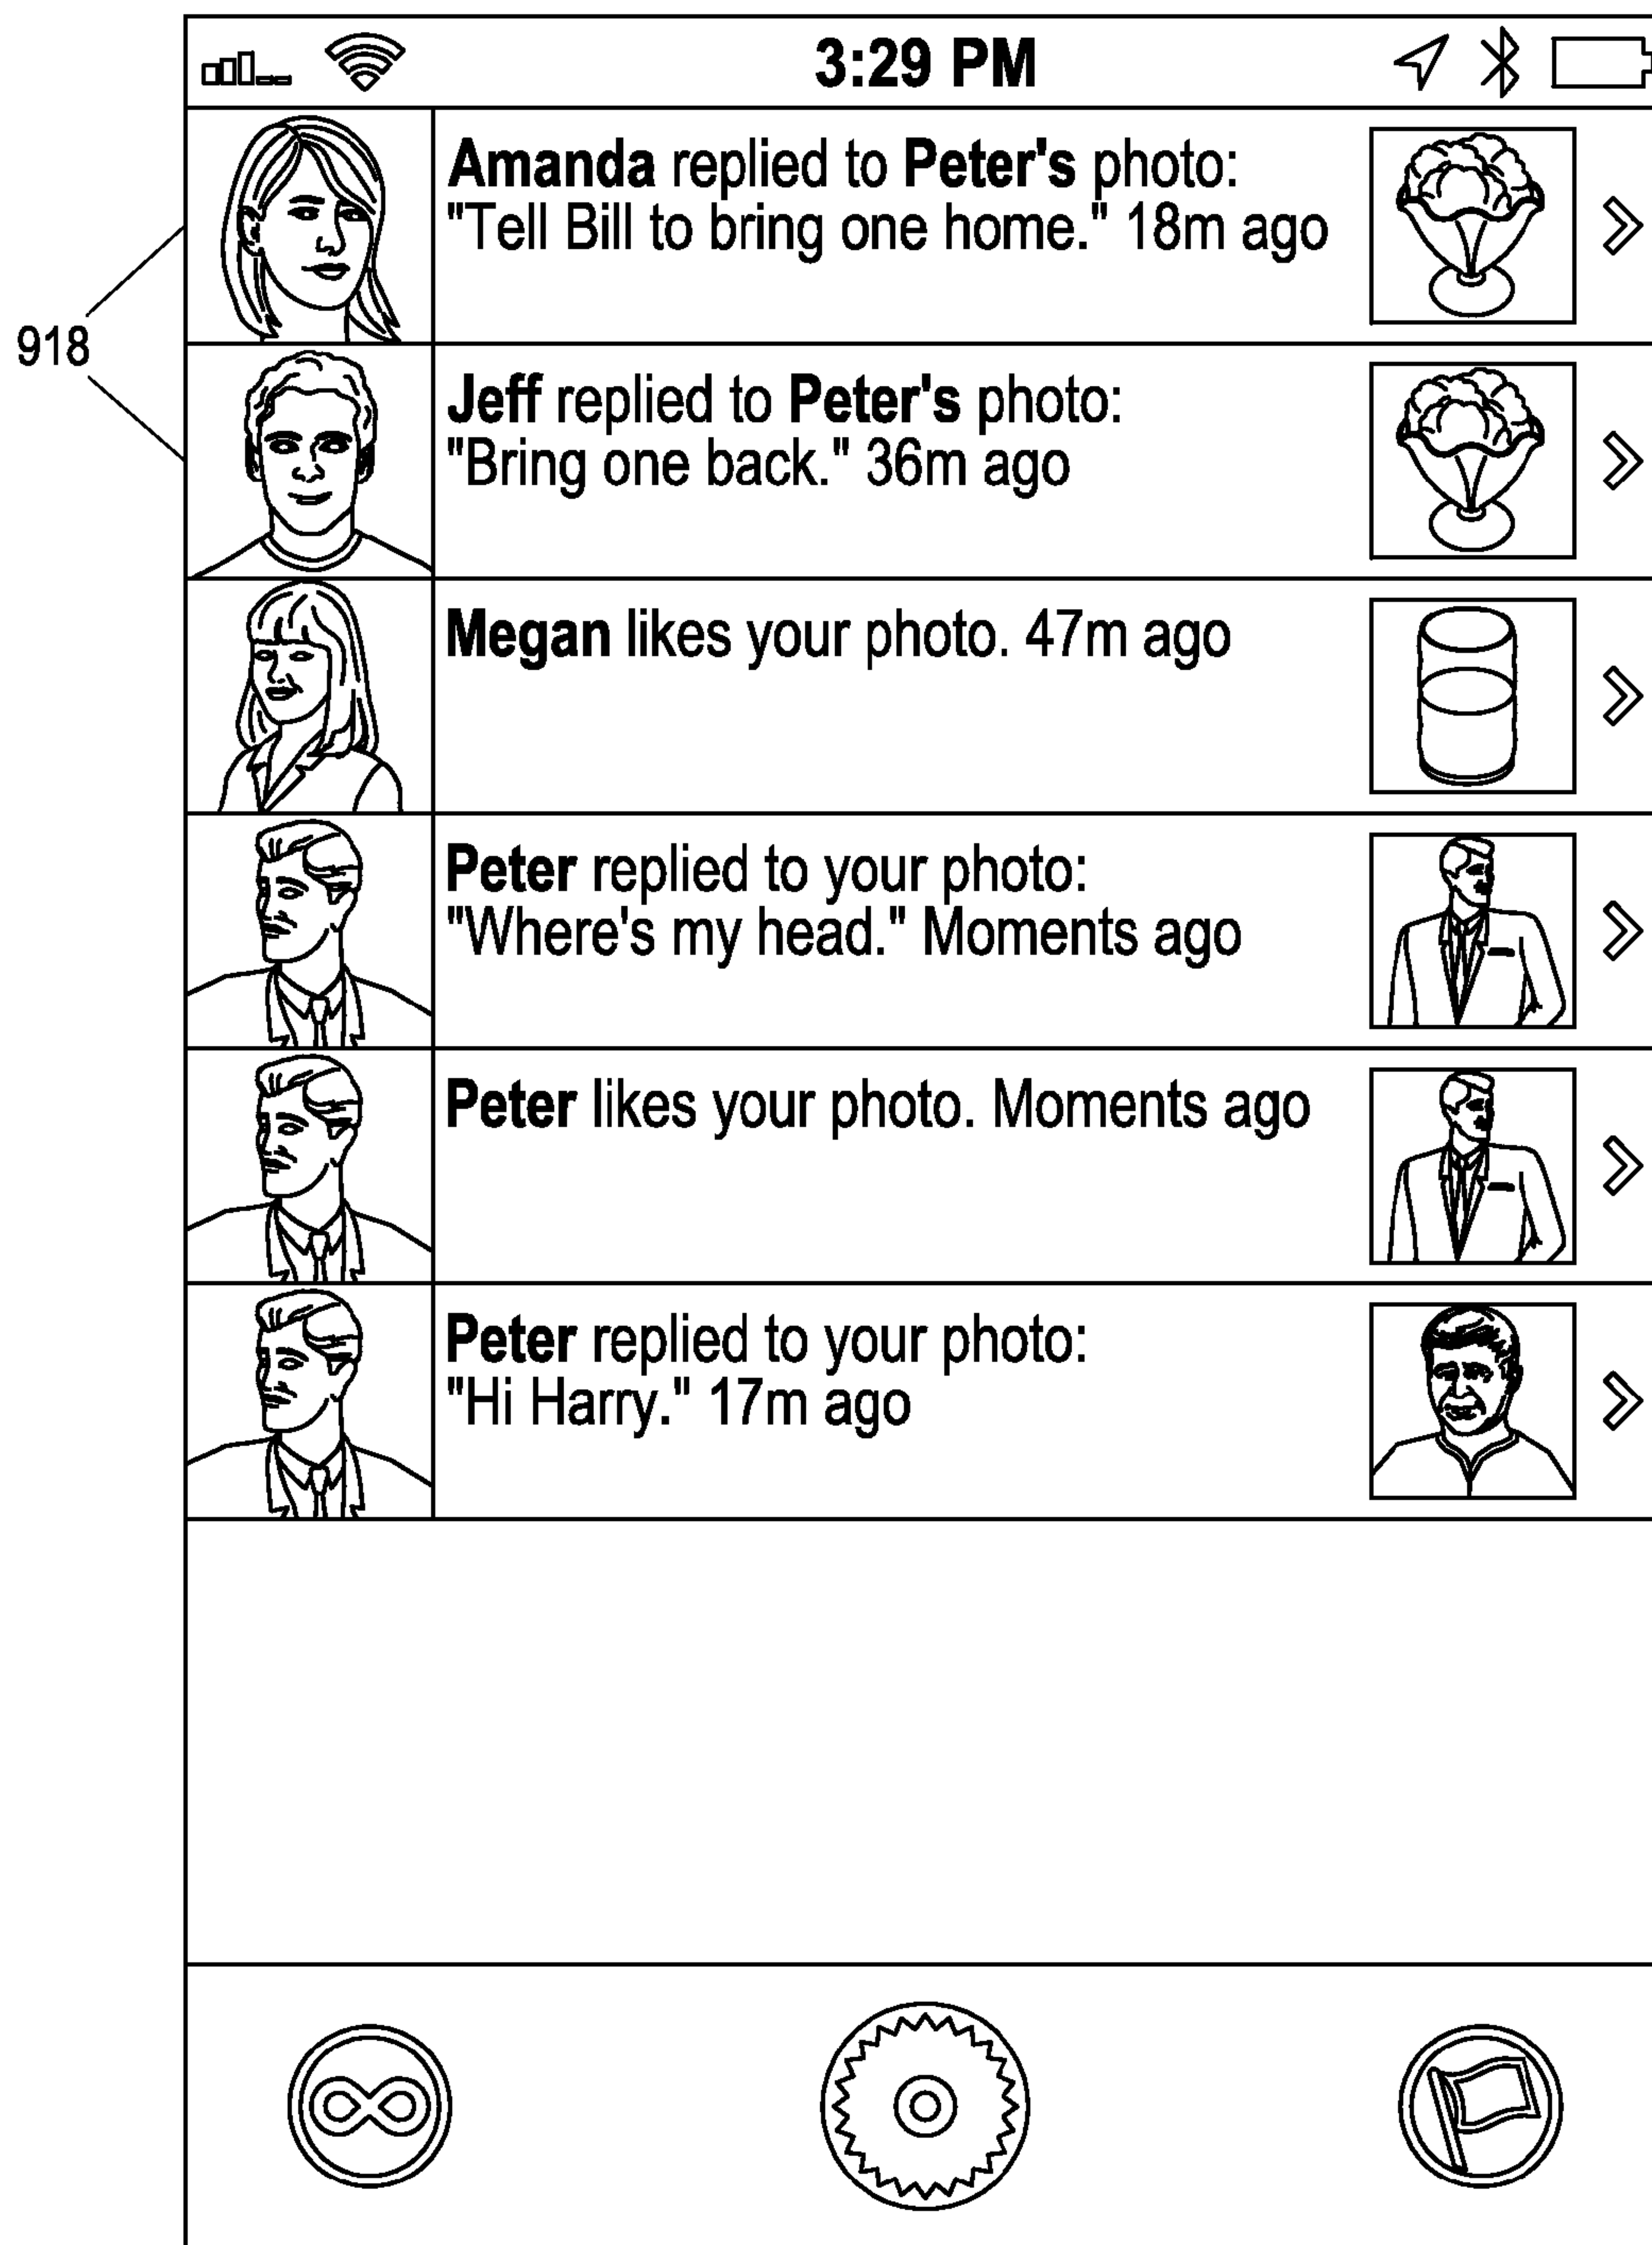 3:29 PM
Amanda replied to Peter's photo:
"Tell Bill to bring one home." 18m ago
918
Jeff replied to Peter's photo:
"Bring one back." 36m ago
Megan likes your photo. 47m ago
Peter replied to your photo:
"Where's my head." Moments ago
Peter likes your photo. Moments ago
Peter replied to your photo:
"Hi Harry." 17m ago